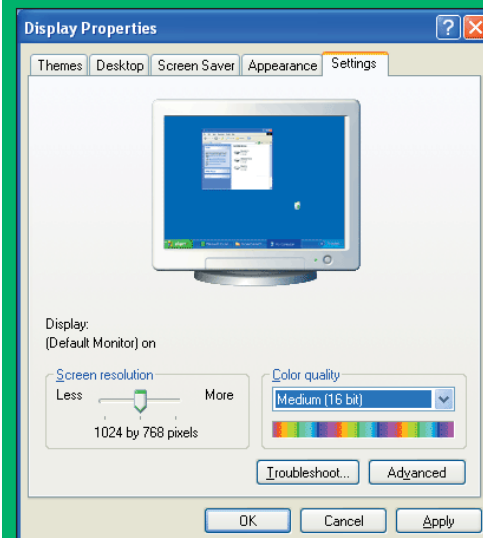 Display Properties
Themes Desktop Screen Saver Appearance Settings
Display:
(Default Monitor) on
Screen resolution
Less More
1024 by 768 pixels
Color quality
Medium (16 bit)
Troubleshoot... Advanced
OK Cancel Apply